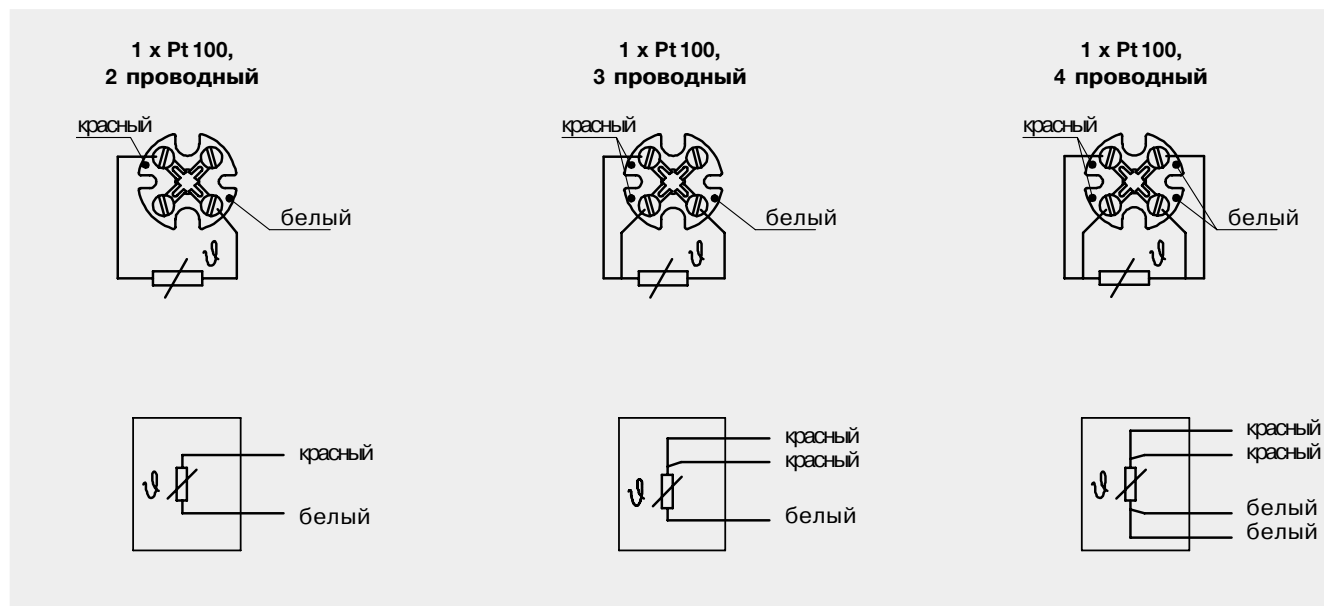 1 x Pt 100,
2 проводный
красный
белый
ϑ
ϑ
красный
белый
1 x Pt 100,
3 проводный
красный
белый
ϑ
ϑ
красный
красный
белый
1 x Pt 100,
4 проводный
красный
белый
ϑ
ϑ
красный
красный
белый
белый